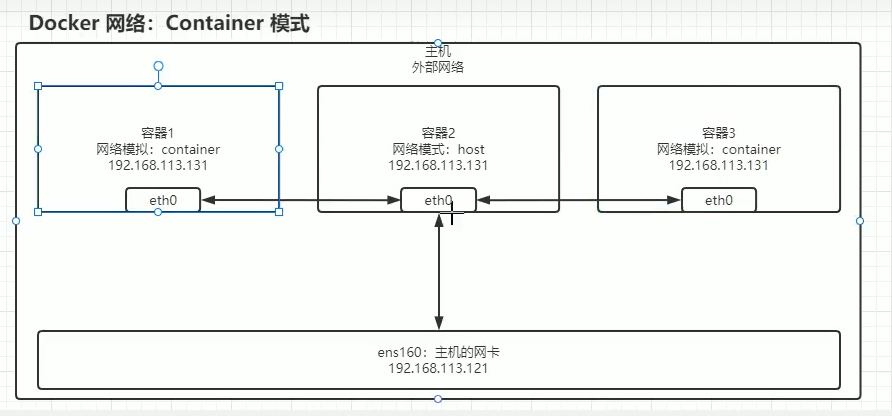 Docker 网络：Container 模式
主机
外部网络
容器1
网络模拟：container
192.168.113.131
eth0
容器2
网络模式：host
192.168.113.131
eth0
容器3
网络模拟：container
192.168.113.131
eth0
ens160：主机的网卡
192.168.113.121